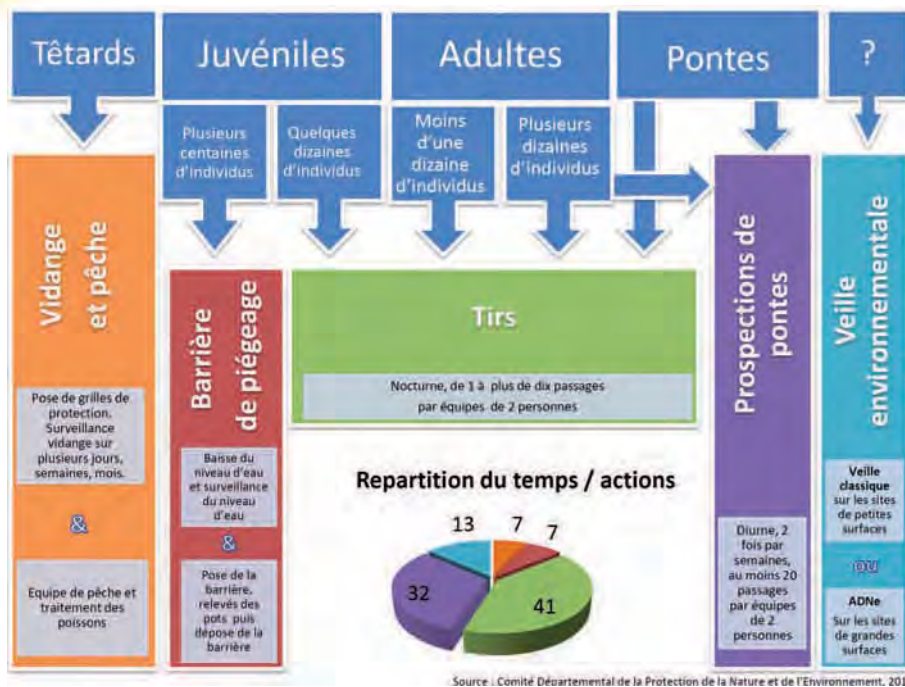 Têtards
Juvéniles
Adultes
Pontes
?
Plusieurs
centaines
d'individus
Quelques
dizaines
d'individus
Moins
d'une
dizaine
d'individus
Plusieurs
dizaines
d'individus
Vidange
et pêche
Pose de grilles de
protection.
Surveillance
vidange sur
plusieurs jours,
semaines, mois.
&
Equipe de pêche et
traitement des
poissons
Barrière
de piégeage
Baisse du
niveau d'eau
et surveillance
du niveau
d'eau
&
Pose de la
barrière,
relevés des
pots puis
dépose de la
barrière
Tirs
Nocturne, de 1 à plus de dix passages
par équipes de 2 personnes
Repartition du temps / actions
13
7
7
32
41
Prospections de
pontes
Diurne, 2
fois par
semaines,
au moins 20
passages
par équipes
de 2
personnes
Veille
environnementale
Veille
classique
sur les sites
de petites
surfaces
ou
ADNe
Sur les sites
de grandes
surfaces
Source : Comité Départemental de la Protection de la Nature et de l'Environnement,